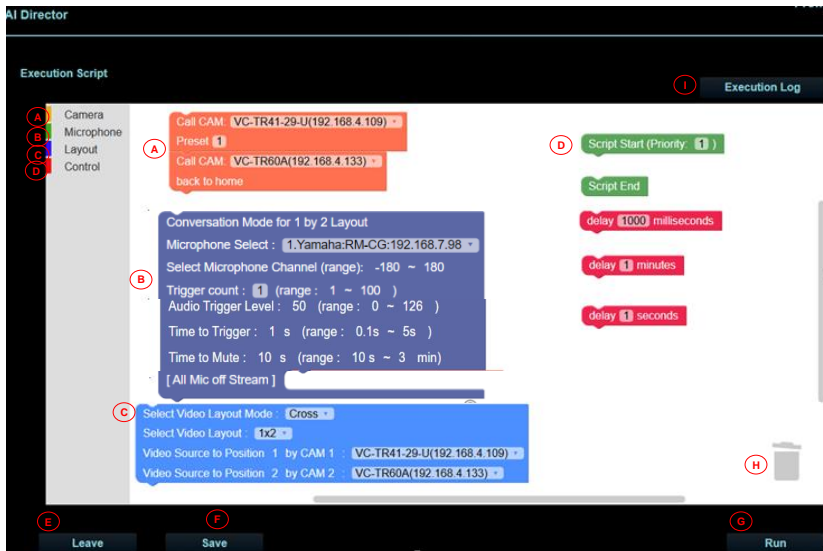 AI Director
Execution Script
I
Execution Log
A Camera
B Microphone
C Layout
D Control
A
Call CAM: VC-TR41-29-U(192.168.4.109)
Preset 1
Call CAM: VC-TR60A(192.168.4.133)
back to home
B
Conversation Mode for 1 by 2 Layout
Microphone Select : 1.Yamaha:RM-CG:192.168.7.98
Select Microphone Channel (range): -180 ~ 180
Trigger count : 1 (range : 1 ~ 100 )
Audio Trigger Level : 50 (range : 0 ~ 126 )
Time to Trigger : 1 s (range : 0.1s ~ 5s )
Time to Mute : 10 s (range : 10 s ~ 3 min)
[ All Mic off Stream ]
C
Select Video Layout Mode : Cross
Select Video Layout : 1x2
Video Source to Position 1 by CAM 1 : VC-TR41-29-U(192.168.4.109)
Video Source to Position 2 by CAM 2 : VC-TR60A(192.168.4.133)
D
Script Start (Priority: 1 )
Script End
delay 1000 milliseconds
delay 1 minutes
delay 1 seconds
H
E
Leave
F
Save
G
Run